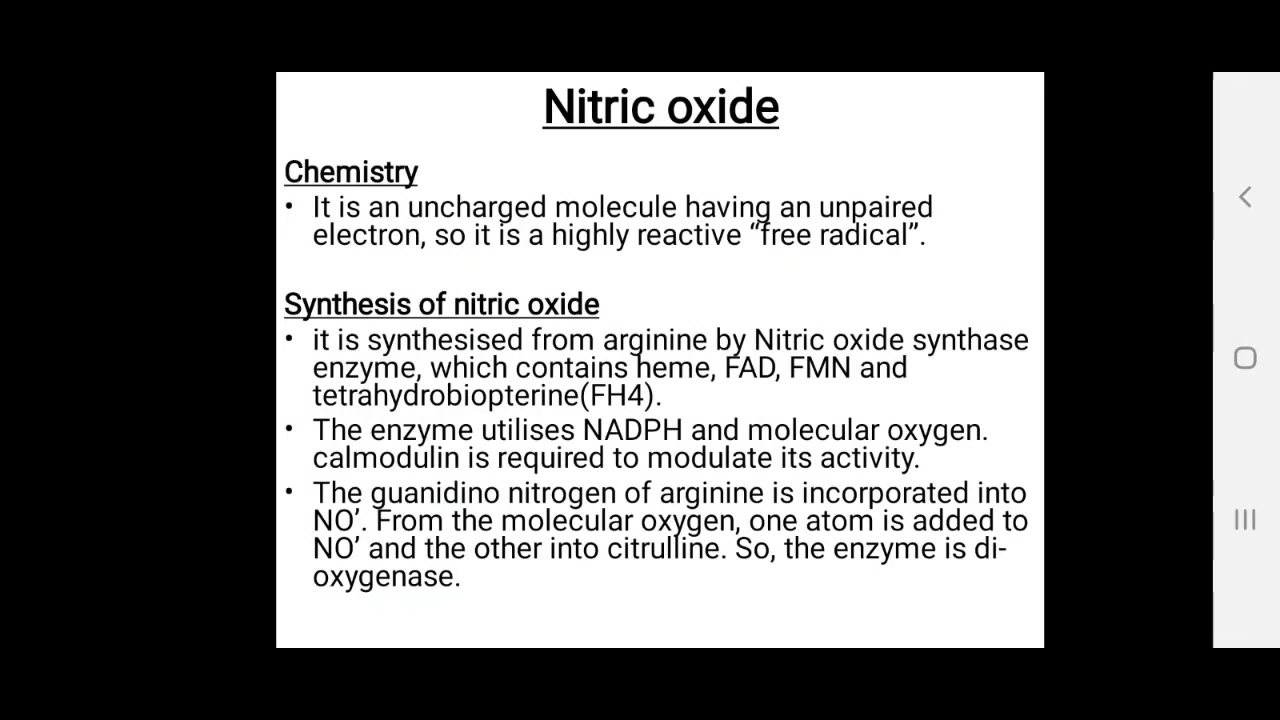 Nitric oxide
Chemistry
• It is an uncharged molecule having an unpaired
electron, so it is a highly reactive “free radical”.
Synthesis of nitric oxide
• it is synthesised from arginine by Nitric oxide synthase
enzyme, which contains heme, FAD, FMN and
tetrahydrobiopterine(FH4).
• The enzyme utilises NADPH and molecular oxygen.
calmodulin is required to modulate its activity.
• The guanidino nitrogen of arginine is incorporated into
NO’. From the molecular oxygen, one atom is added to
NO’ and the other into citrulline. So, the enzyme is di-
oxygenase.